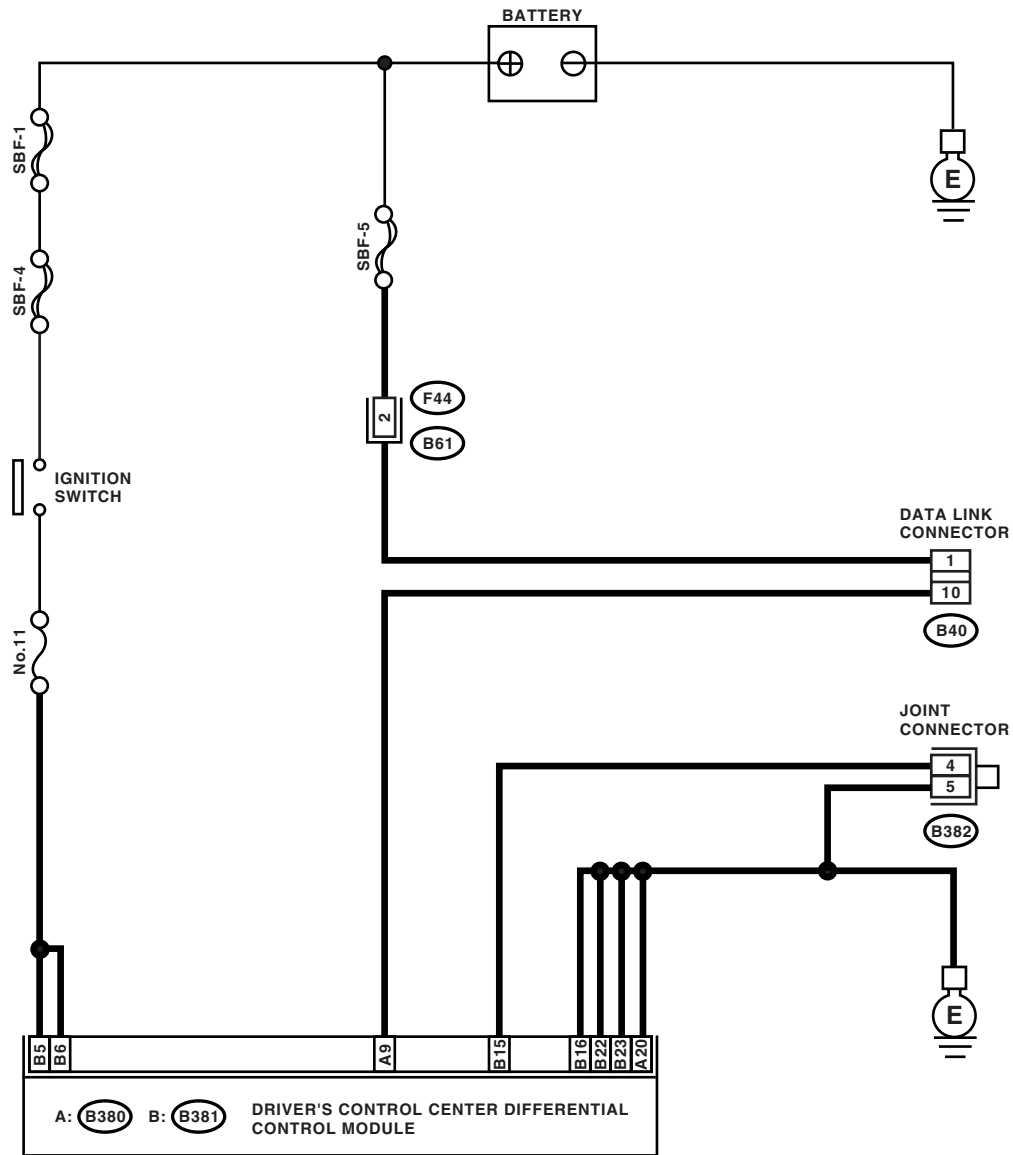 BATTERY
SBF-1
E
SBF-5
SBF-4
F44
2
B61
IGNITION
SWITCH
DATA LINK
CONNECTOR
1
10
B40
No.11
JOINT
CONNECTOR
4
5
B382
E
B5 B6 A9 B15 B16 B22 B23 A20
A: B380 B: B381 DRIVER'S CONTROL CENTER DIFFERENTIAL
CONTROL MODULE